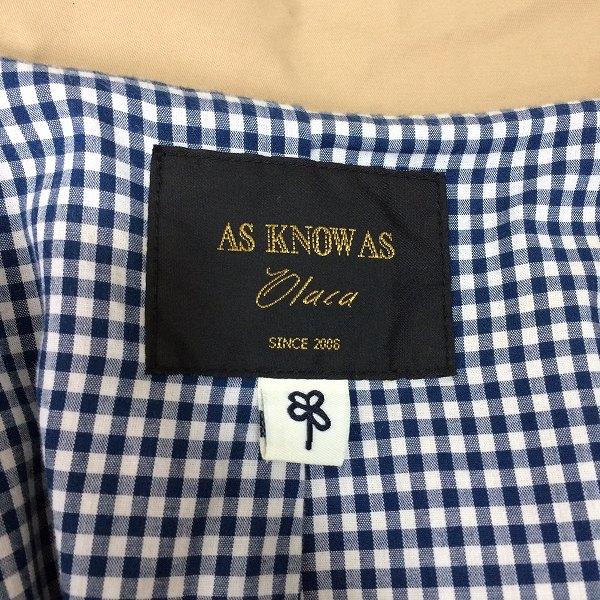 AS KNOW AS
Olaca
SINCE 2006